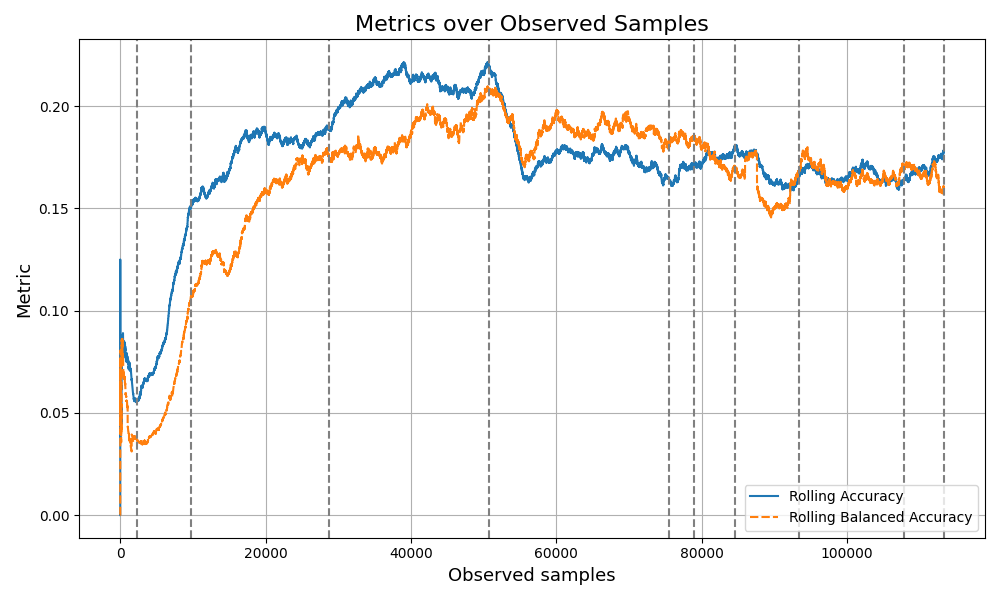 Metrics over Observed Samples
Metric
0.20
0.15
0.10
0.05
0.00
0
20000
40000
60000
80000
100000
Observed samples
Rolling Accuracy
Rolling Balanced Accuracy